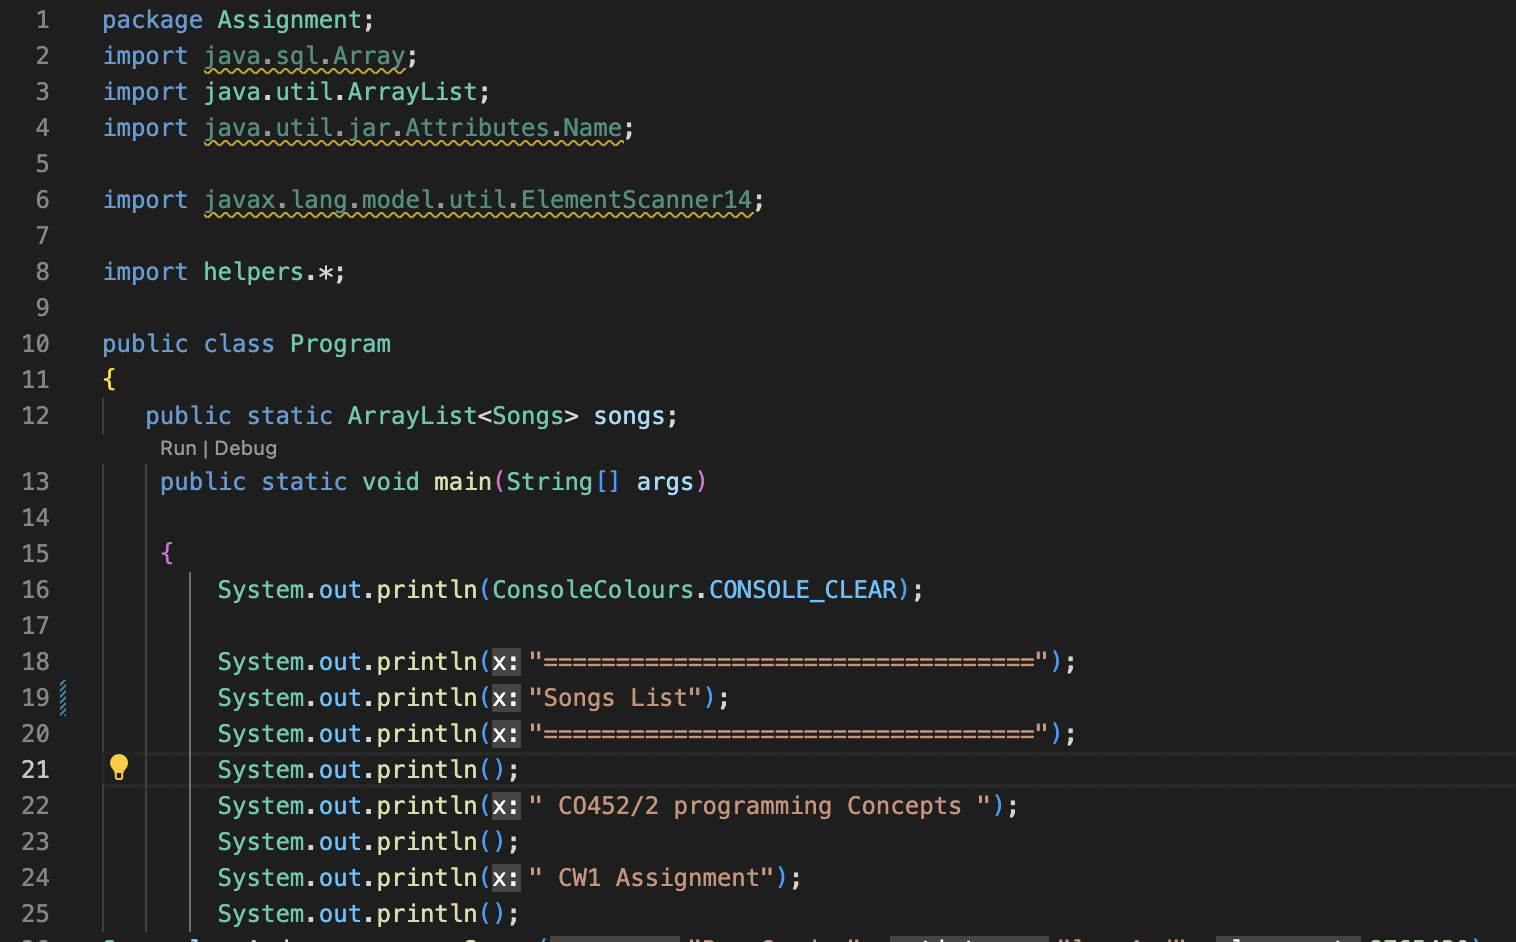 1 package Assignment;
2 import java.sql.Array;
3 import java.util.ArrayList;
4 import java.util.jar.Attributes.Name;
5
6 import javax.lang.model.util.ElementScanner14;
7
8 import helpers.*;
9
10 public class Program
11 {
12 public static ArrayList<Songs> songs;
Run | Debug
13 public static void main(String[] args)
14
15 {
16 System.out.println(ConsoleColours.CONSOLE_CLEAR);
17
18 System.out.println(x: "==================================");
19 System.out.println(x: "Songs List");
20 System.out.println(x: "==================================");
21 System.out.println();
22 System.out.println(x: " CO452/2 programming Concepts ");
23 System.out.println();
24 System.out.println(x: " CW1 Assignment");
25 System.out.println();